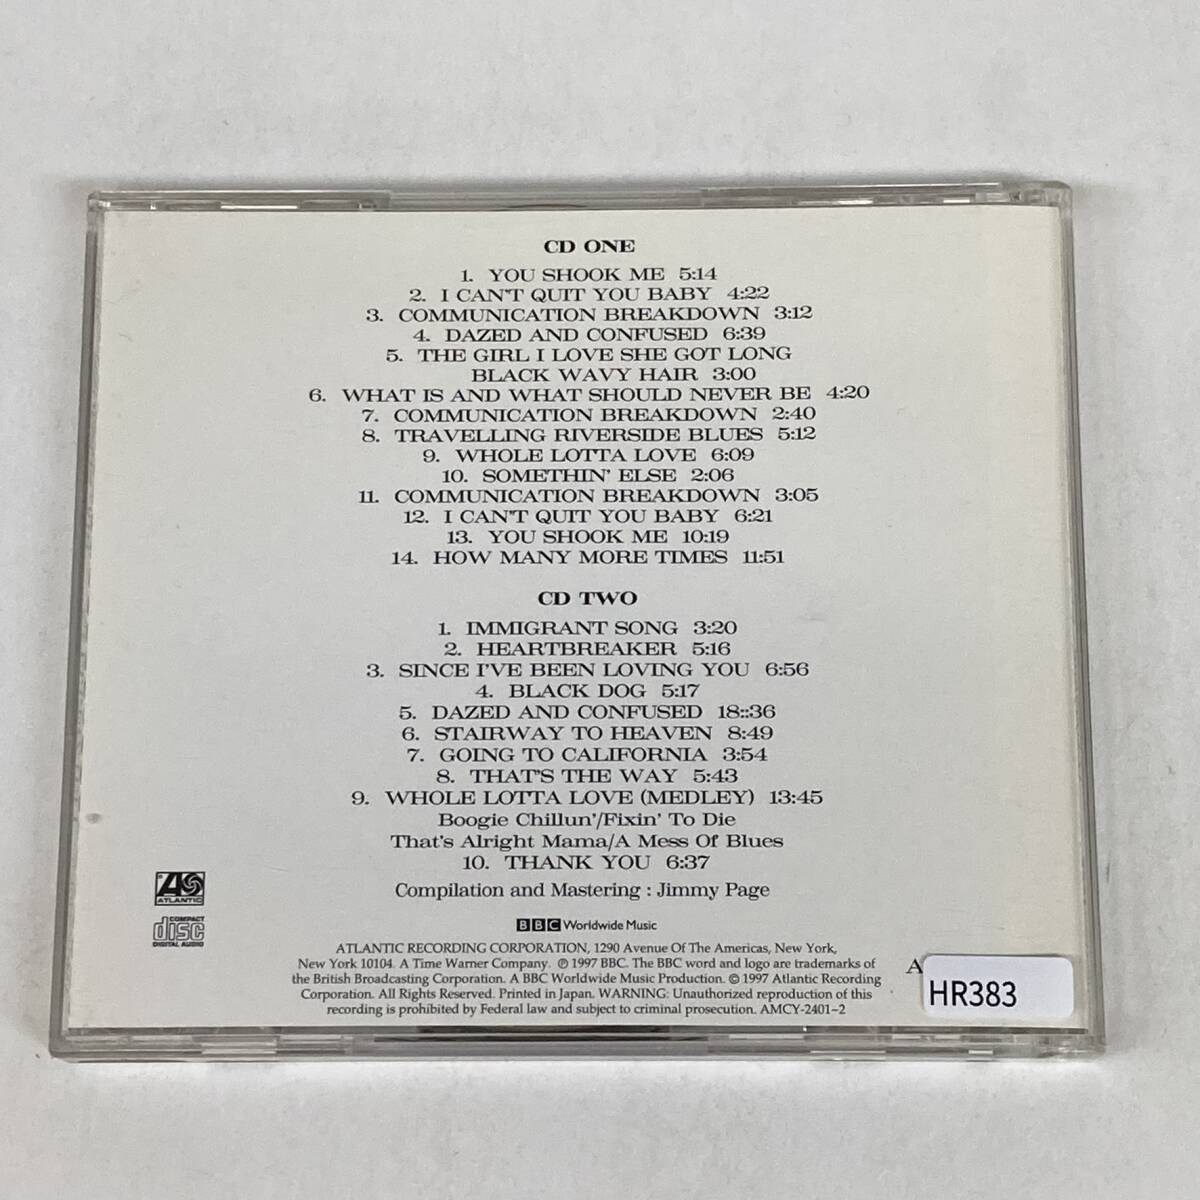 CD ONE
1. YOU SHOOK ME 5:14
2. I CAN'T QUIT YOU BABY 4:22
3. COMMUNICATION BREAKDOWN 3:12
4. DAZED AND CONFUSED 6:39
5. THE GIRL I LOVE SHE GOT LONG
BLACK WAVY HAIR 3:00
6. WHAT IS AND WHAT SHOULD NEVER BE 4:20
7. COMMUNICATION BREAKDOWN 2:40
8. TRAVELLING RIVERSIDE BLUES 5:12
9. WHOLE LOTTA LOVE 6:09
10. SOMETHIN' ELSE 2:06
11. COMMUNICATION BREAKDOWN 3:05
12. I CAN'T QUIT YOU BABY 6:21
13. YOU SHOOK ME 10:19
14. HOW MANY MORE TIMES 11:51
CD TWO
1. IMMIGRANT SONG 3:20
2. HEARTBREAKER 5:16
3. SINCE I'VE BEEN LOVING YOU 6:56
4. BLACK DOG 5:17
5. DAZED AND CONFUSED 18::36
6. STAIRWAY TO HEAVEN 8:49
7. GOING TO CALIFORNIA 3:54
8. THAT'S THE WAY 5:43
9. WHOLE LOTTA LOVE (MEDLEY) 13:45
Boogie Chillun'/Fixin' To Die
That's Alright Mama/A Mess Of Blues
10. THANK YOU 6:37
Compilation and Mastering : Jimmy Page
ATLANTIC
COMPACT
disc
DIGITAL AUDIO
BBC Worldwide Music
ATLANTIC RECORDING CORPORATION, 1290 Avenue Of The Americas, New York,
New York 10104. A Time Warner Company. ℗ 1997 BBC. The BBC word and logo are trademarks of
the British Broadcasting Corporation. A BBC Worldwide Music Production. © 1997 Atlantic Recording
Corporation. All Rights Reserved. Printed in Japan. WARNING: Unauthorized reproduction of this
recording is prohibited by Federal law and subject to criminal prosecution. AMCY-2401-2
HR383